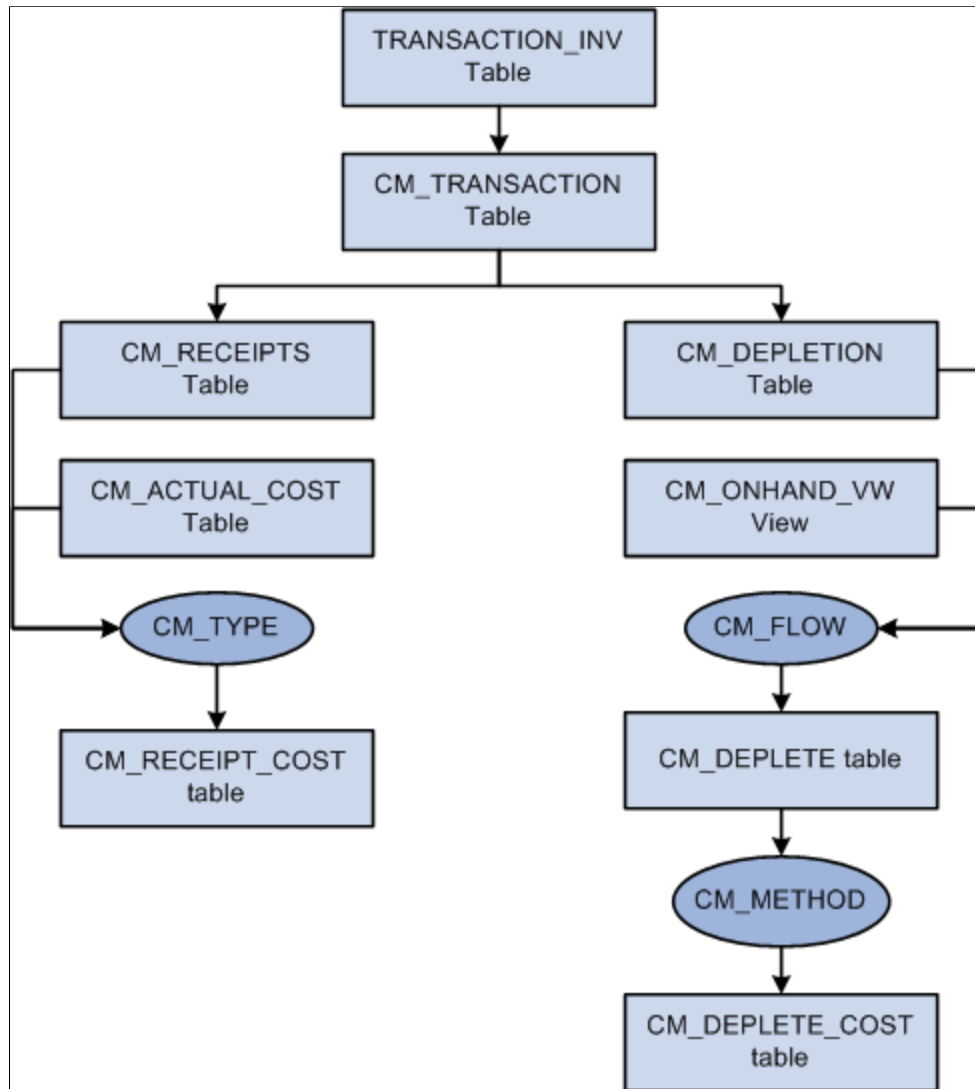 TRANSACTION_INV
Table
CM_TRANSACTION
Table
CM_RECEIPTS
Table
CM_DEPLETION
Table
CM_ACTUAL_COST
Table
CM_ONHAND_VW
View
CM_TYPE
CM_FLOW
CM_RECEIPT_COST
table
CM_DEPLETE table
CM_METHOD
CM_DEPLETE_COST
table